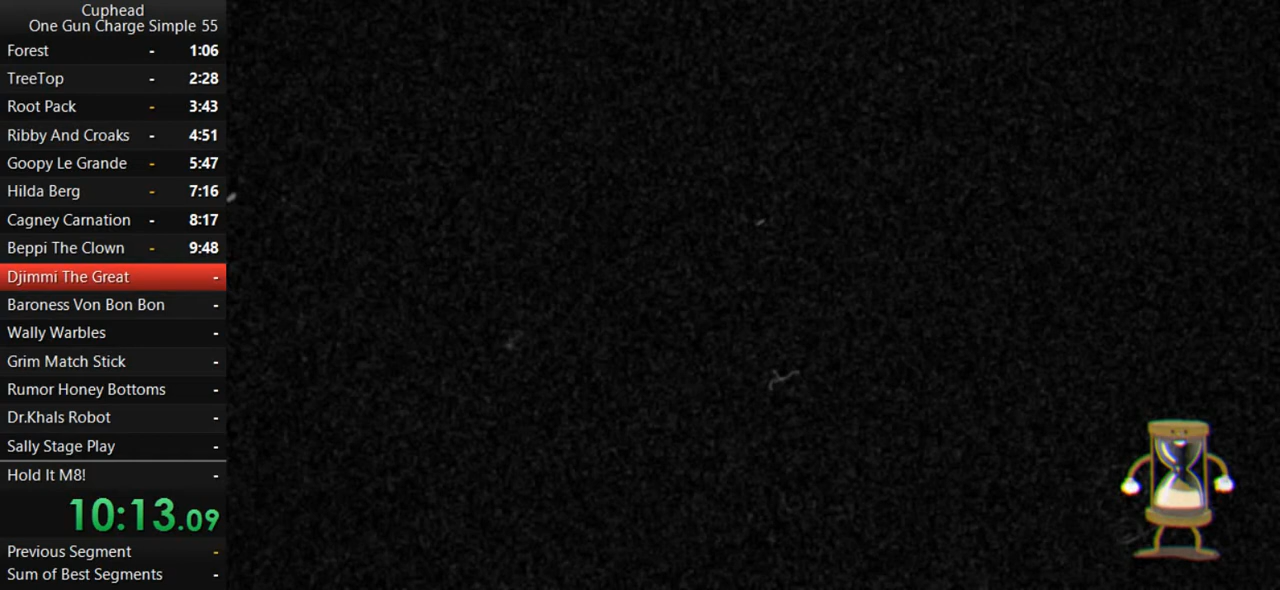 Cuphead
One Gun Charge Simple 55
Forest - 1:06
TreeTop - 2:28
Root Pack - 3:43
Ribby And Croaks - 4:51
Goopy Le Grande - 5:47
Hilda Berg - 7:16
Cagney Carnation - 8:17
Beppi The Clown - 9:48
Djimmi The Great -
Baroness Von Bon Bon -
Wally Warbles -
Grim Match Stick -
Rumor Honey Bottoms -
Dr.Khals Robot -
Sally Stage Play -
Hold It M8! -
10:13.09
Previous Segment -
Sum of Best Segments -